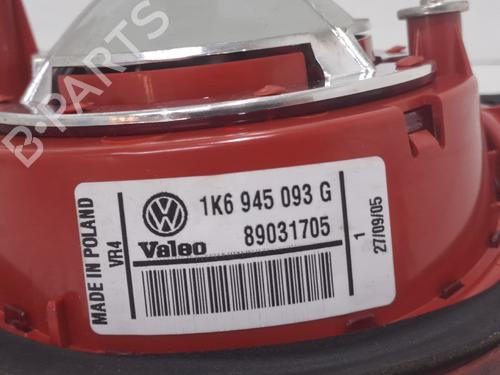 B-PARTS
MADE IN POLAND
VR4
1K6 945 093 G
Valeo
89031705
1
27/09/05